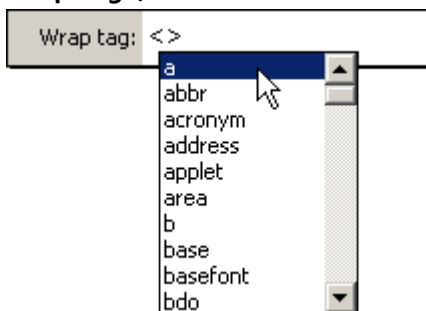 Wrap tag: <>
a
abbr
acronym
address
applet
area
b
base
basefont
bdo